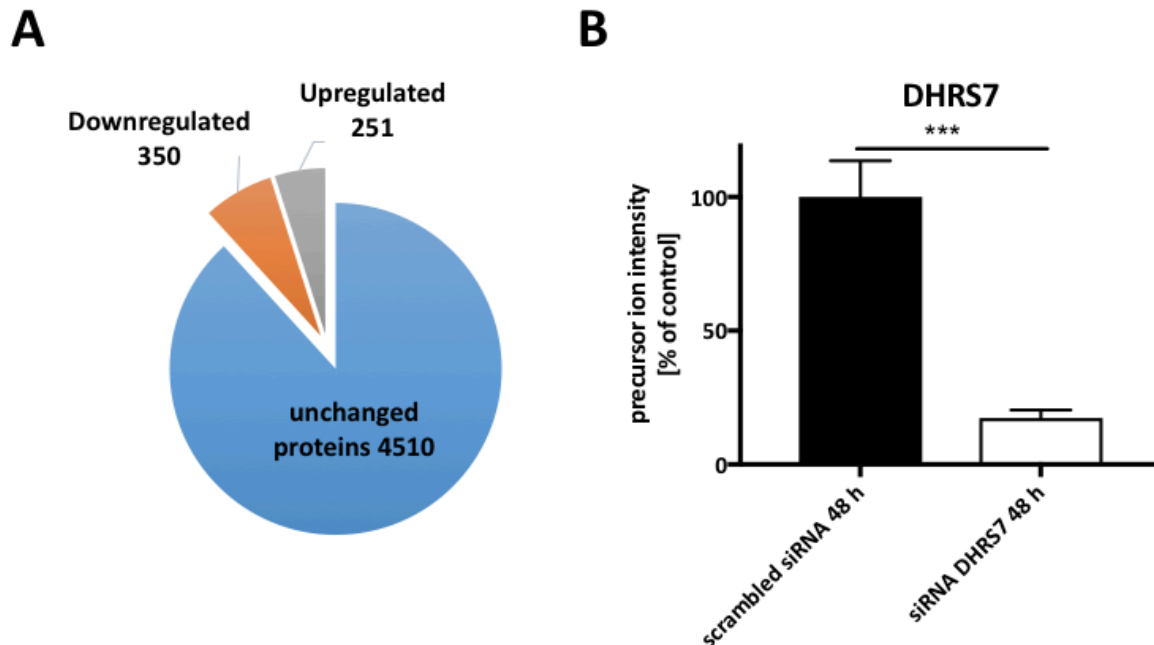 A
Downregulated
350
Upregulated
251
unchanged
proteins 4510
B
DHRS7
***
precursor ion intensity
[% of control]
100
50
0
scrambled siRNA 48 h
siRNA DHRS7 48 h